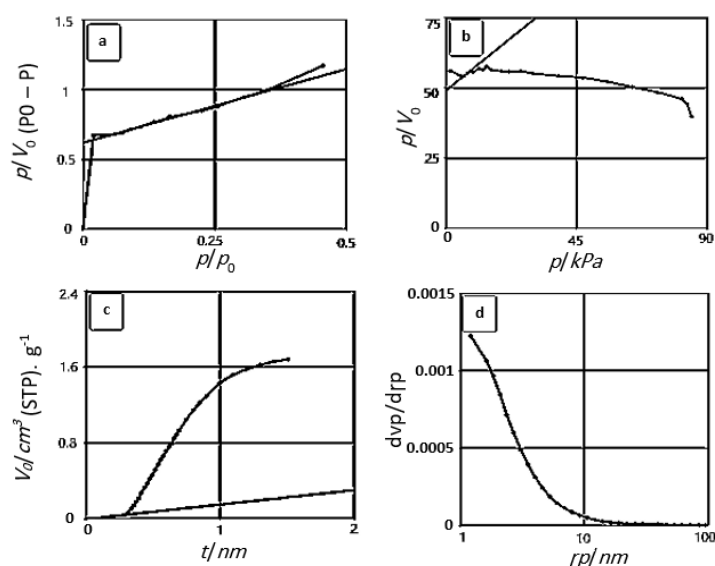 a
1.5
1
0.5
0
p/V₀ (PO – P)
0
0.25
0.5
p/p₀
b
75
50
25
0
p/V₀
0
45
90
p/kPa
c
2.4
1.6
0.8
0
V₀/cm³ (STP). g⁻¹
0
1
2
t/nm
d
0.0015
0.001
0.0005
0
dvp/drp
1
10
100
rp/nm